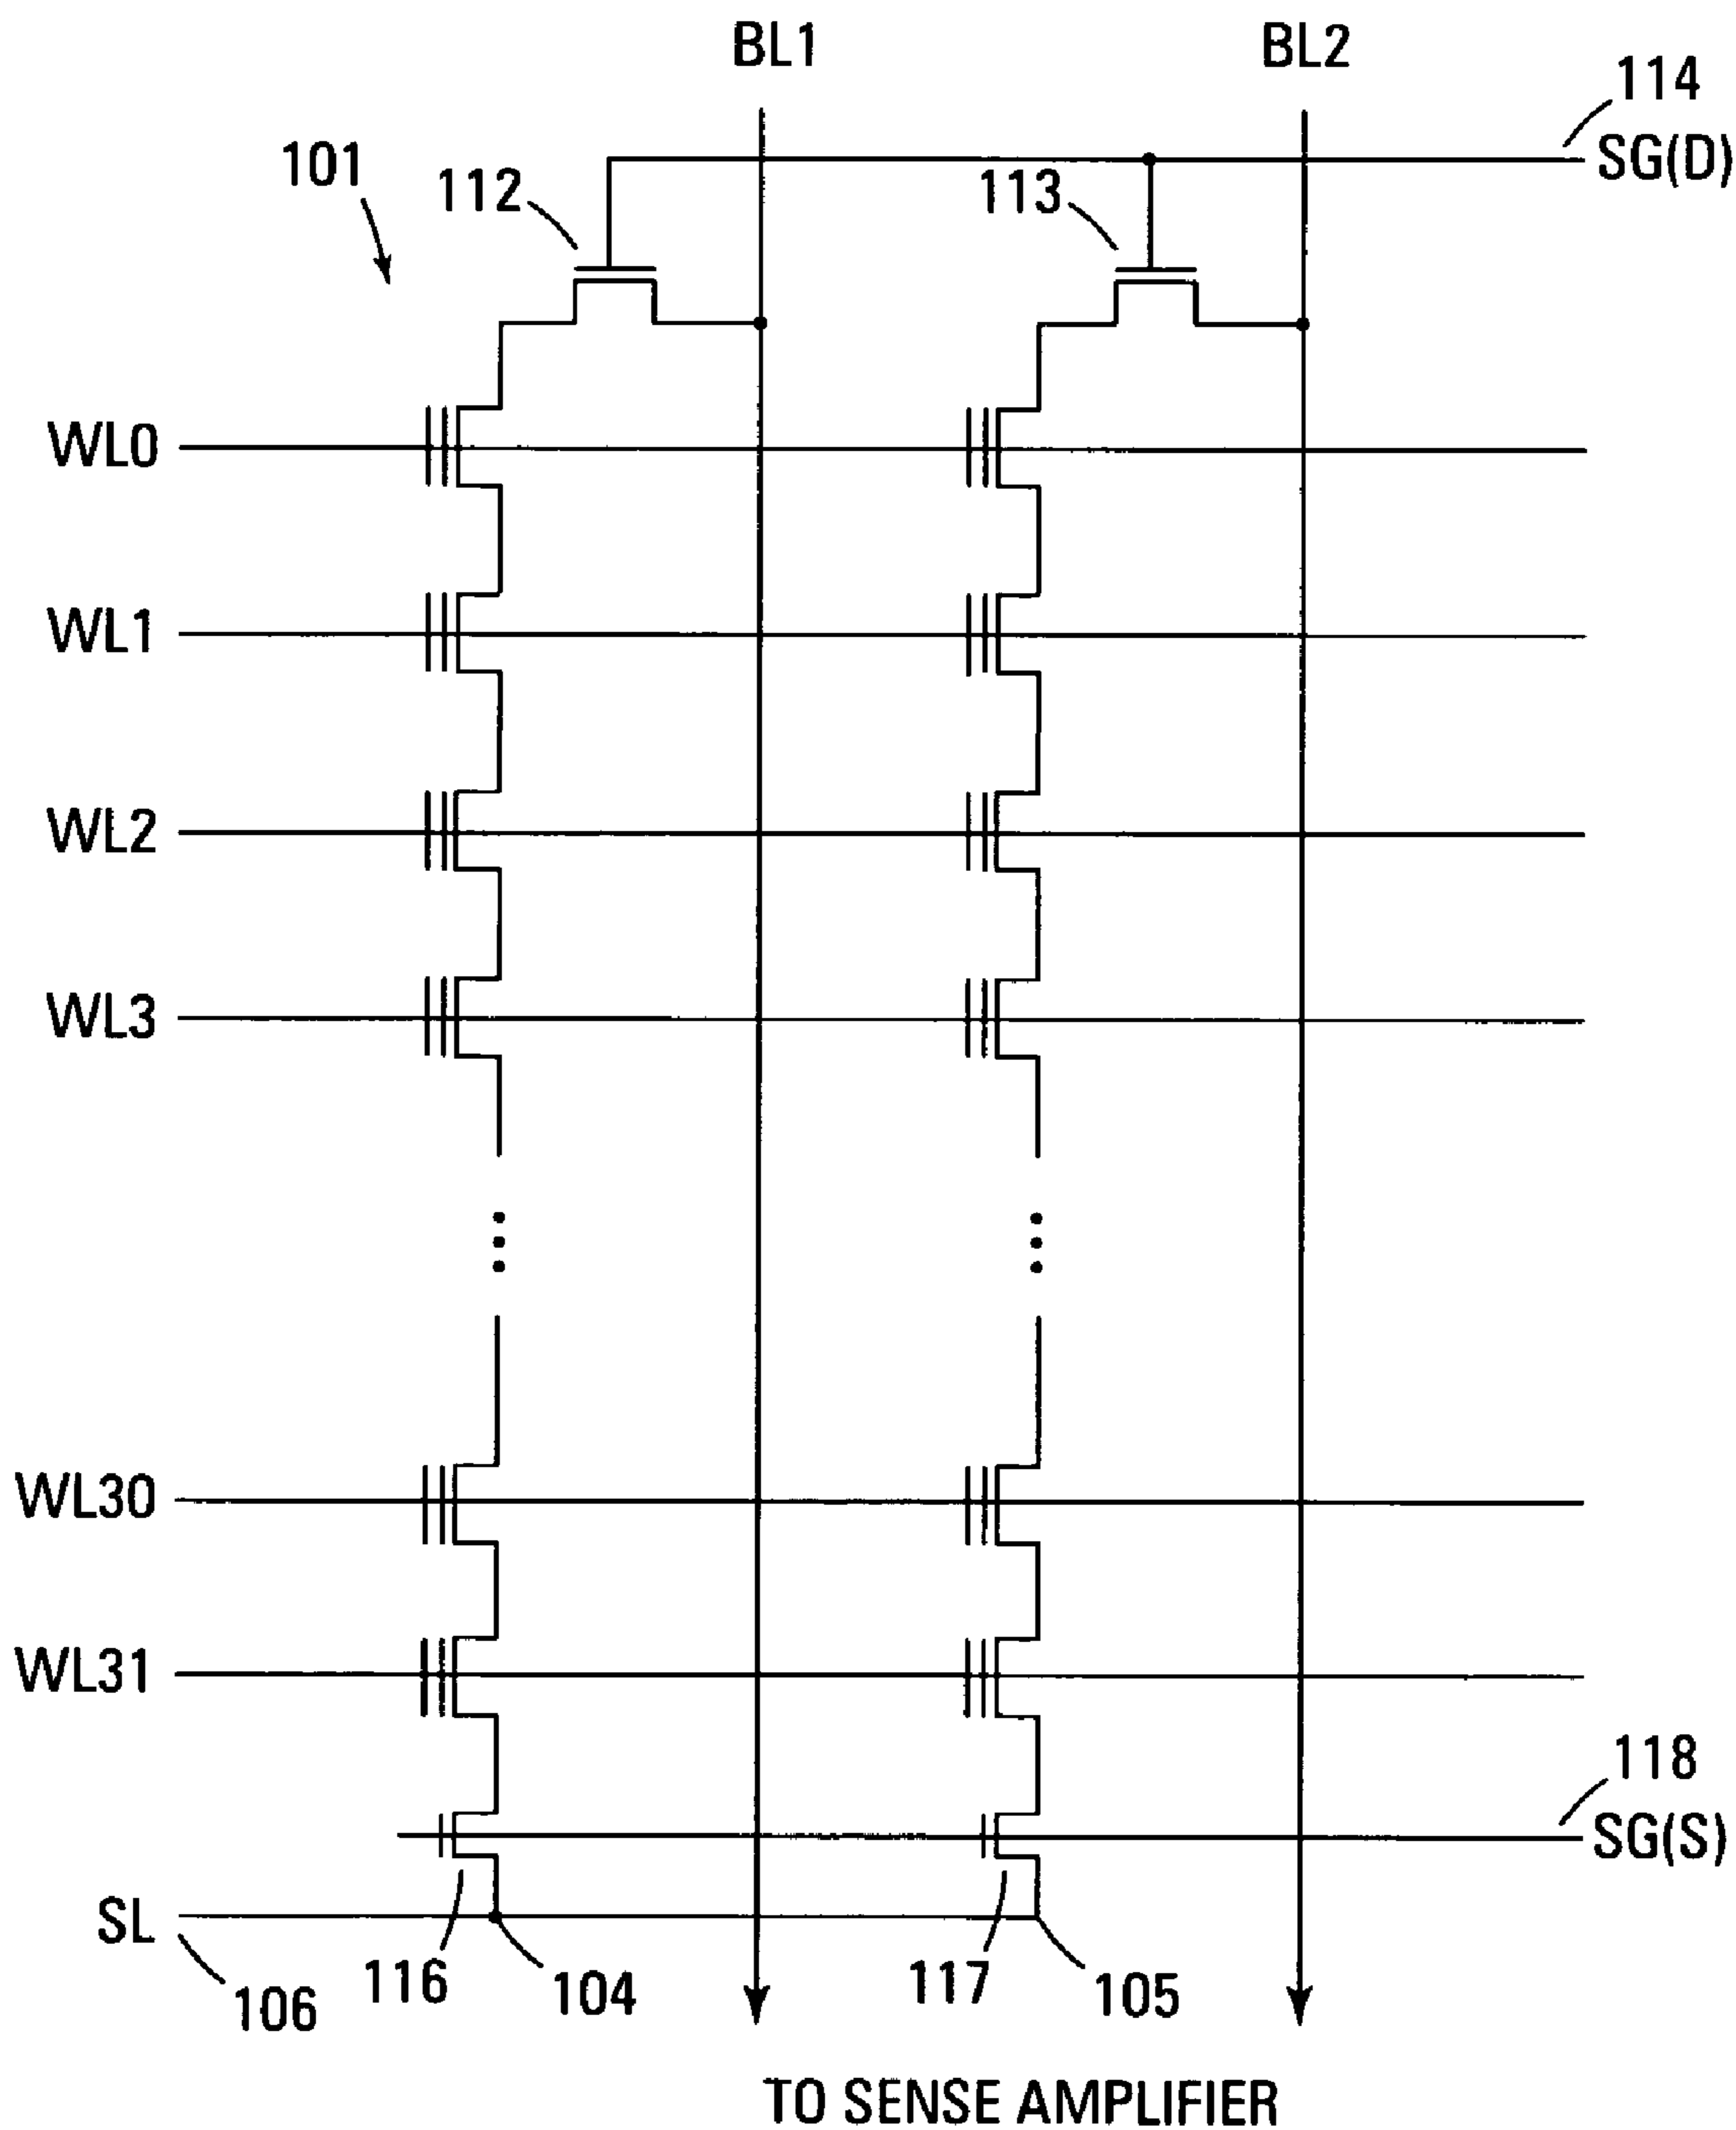 BL1 BL2
114
SG(D)
101
112
113
WL0
WL1
WL2
WL3
WL30
WL31
118
SG(S)
SL
116
104
117
105
106
TO SENSE AMPLIFIER